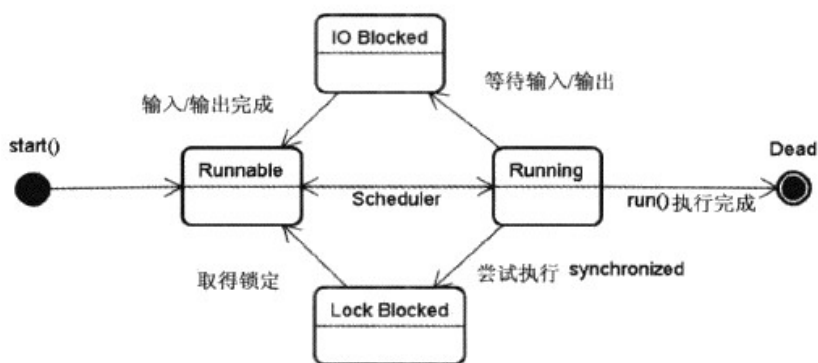 IO Blocked
等待输入/输出
输入/输出完成
start()
Runnable
Running
Dead
Scheduler
run()执行完成
取得锁定
尝试执行 synchronized
Lock Blocked